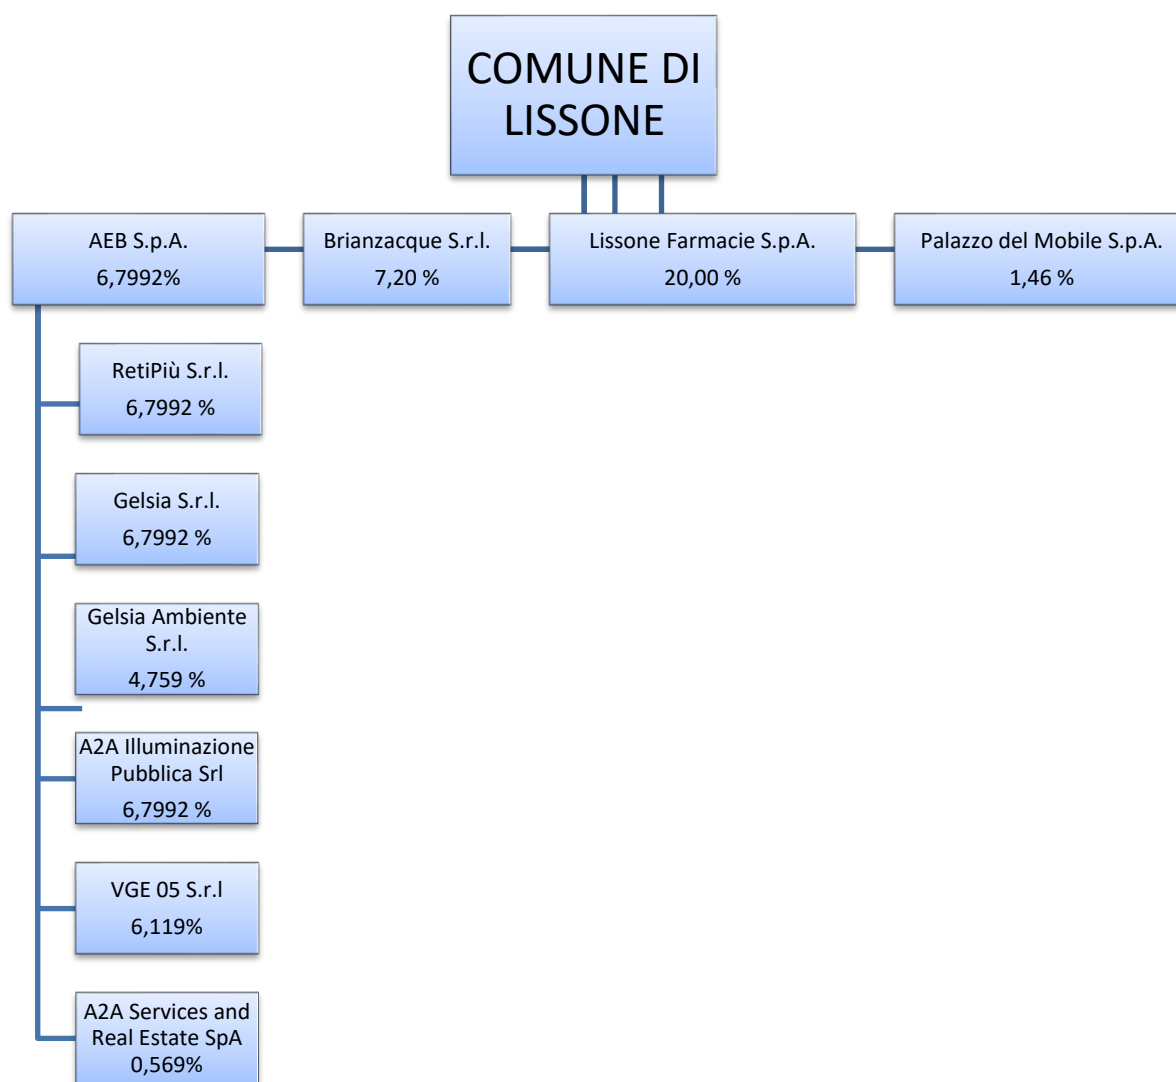 COMUNE DI
LISSONE
AEB S.p.A.
6,7992%
Brianzacque S.r.l.
7,20 %
Lissone Farmacie S.p.A.
20,00 %
Palazzo del Mobile S.p.A.
1,46 %
RetiPiù S.r.l.
6,7992 %
Gelsia S.r.l.
6,7992 %
Gelsia Ambiente
S.r.l.
4,759 %
A2A Illuminazione
Pubblica Srl
6,7992 %
VGE 05 S.r.l
6,119%
A2A Services and
Real Estate SpA
0,569%